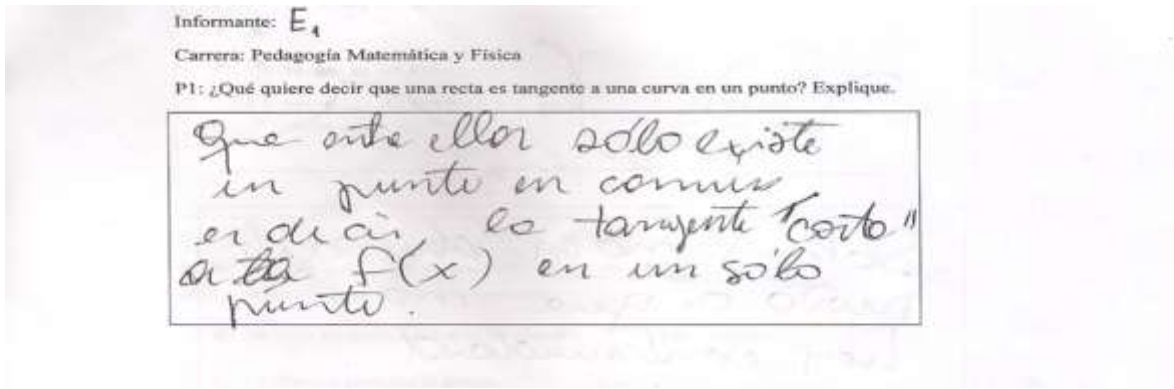 Informante: E1
Carrera: Pedagogía Matemática y Física
P1: ¿Qué quiere decir que una recta es tangente a una curva en un punto? Explique.
Que entre ellos sólo existe
un punto en comun
es decir, la tangente "corta"
a la f(x) en un sólo
punto.